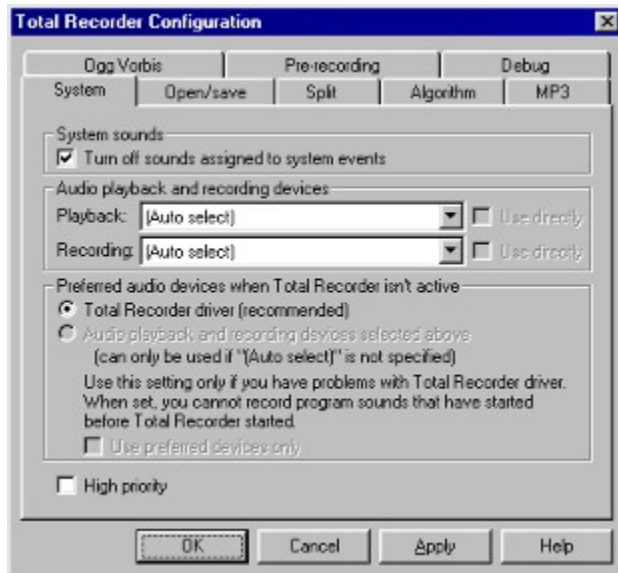 Total Recorder Configuration
Ogg Vorbis Pre-recording Debug
System Open/save Split Algorithm MP3
System sounds
Turn off sounds assigned to system events
Audio playback and recording devices
Playback: (Auto select) Use directly
Recording: (Auto select) Use directly
Preferred audio devices when Total Recorder isn't active
Total Recorder driver (recommended)
Audio playback and recording devices selected above
(can only be used if "(Auto select)" is not specified)
Use this setting only if you have problems with Total Recorder driver.
When set, you cannot record program sounds that have started
before Total Recorder started.
Use preferred devices only
High priority
OK Cancel Apply Help